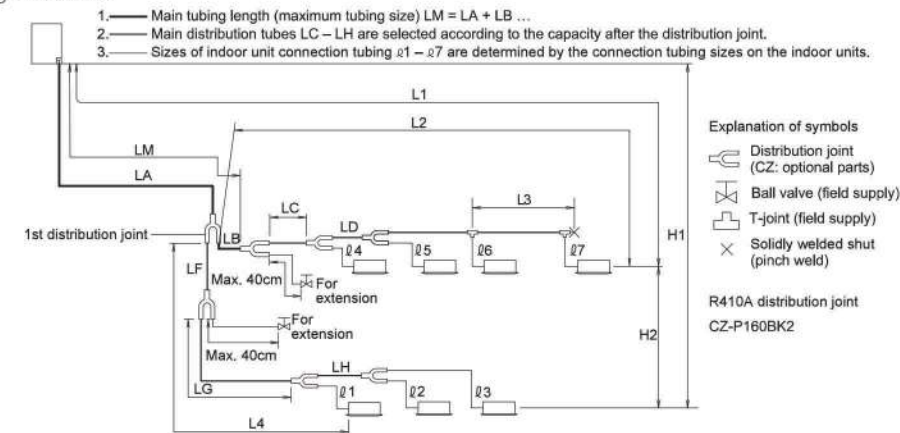 1. Main tubing length (maximum tubing size) LM = LA + LB ...
2. Main distribution tubes LC – LH are selected according to the capacity after the distribution joint.
3. Sizes of indoor unit connection tubing ℓ1 – ℓ7 are determined by the connection tubing sizes on the indoor units.
L1
L2
LM
LA
LC
LD
L3
1st distribution joint
LB
ℓ4
ℓ5
ℓ6
ℓ7
LF
Max. 40cm
For
extension
For
extension
Max. 40cm
LH
LG
ℓ1
ℓ2
ℓ3
L4
H1
H2
Explanation of symbols
Distribution joint
(CZ: optional parts)
Ball valve (field supply)
T-joint (field supply)
Solidly welded shut
(pinch weld)
R410A distribution joint
CZ-P160BK2